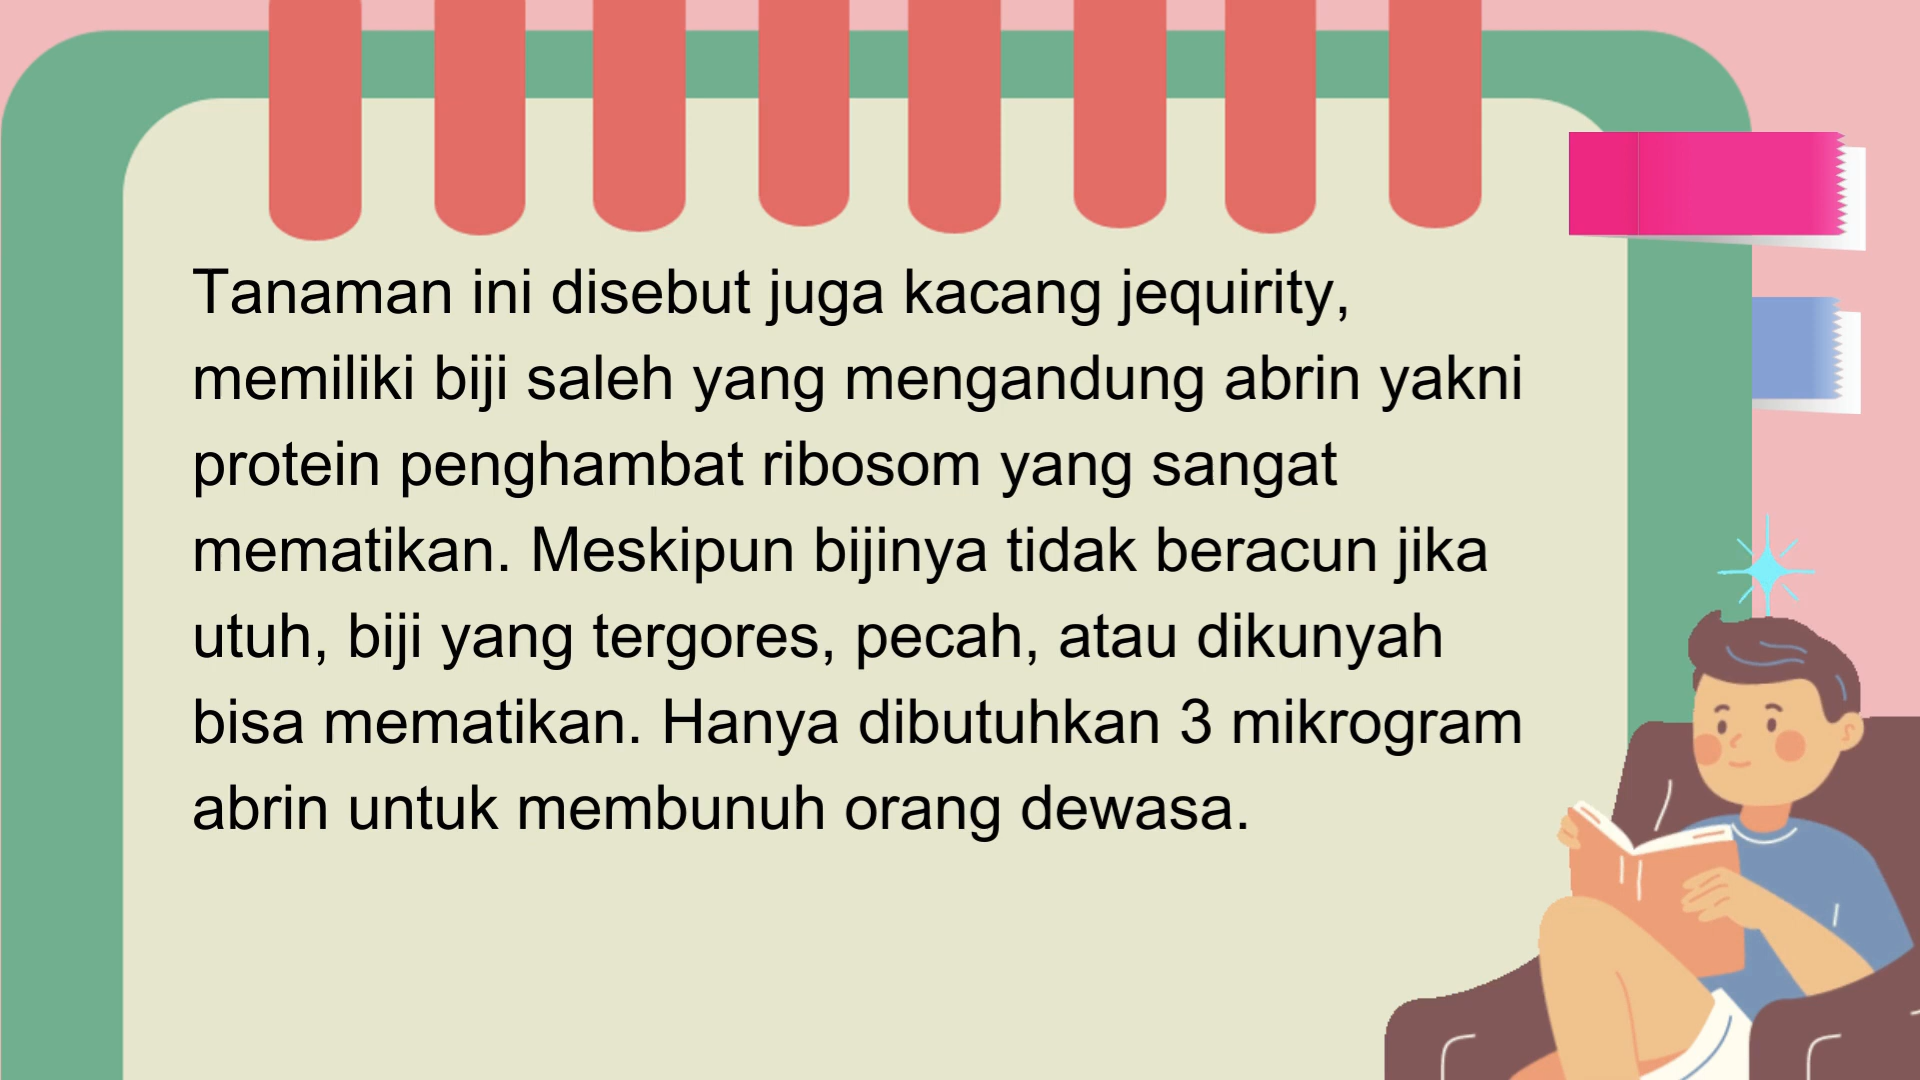 Tanaman ini disebut juga kacang jequirity,
memiliki biji saleh yang mengandung abrin yakni
protein penghambat ribosom yang sangat
mematikan. Meskipun bijinya tidak beracun jika
utuh, biji yang tergores, pecah, atau dikunyah
bisa mematikan. Hanya dibutuhkan 3 mikrogram
abrin untuk membunuh orang dewasa.